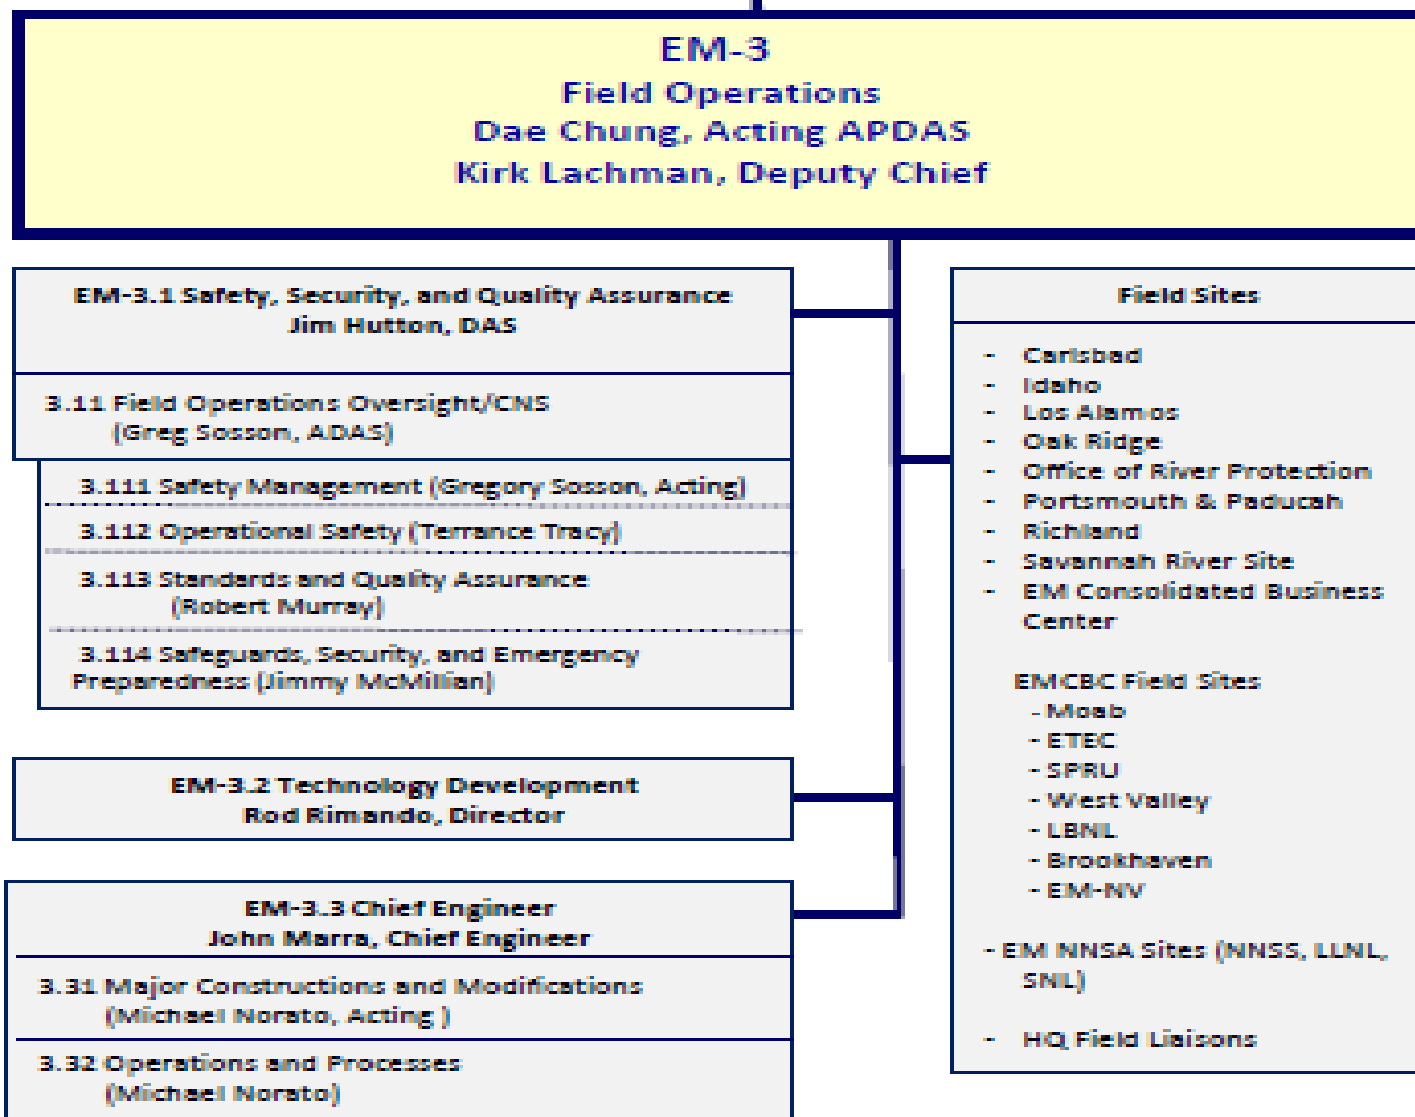 EM-3
Field Operations
Dae Chung, Acting APDAS
Kirk Lachman, Deputy Chief
EM-3.1 Safety, Security, and Quality Assurance
Jim Hutton, DAS
3.11 Field Operations Oversight/CNS
(Greg Sosson, ADAS)
3.111 Safety Management (Gregory Sosson, Acting)
3.112 Operational Safety (Terrance Tracy)
3.113 Standards and Quality Assurance
(Robert Murray)
3.114 Safeguards, Security, and Emergency
Preparedness (Jimmy McMillian)
EM-3.2 Technology Development
Rod Rimando, Director
EM-3.3 Chief Engineer
John Marra, Chief Engineer
3.31 Major Constructions and Modifications
(Michael Norato, Acting )
3.32 Operations and Processes
(Michael Norato)
Field Sites
- Carlsbad
- Idaho
- Los Alamos
- Oak Ridge
- Office of River Protection
- Portsmouth & Paducah
- Richland
- Savannah River Site
- EM Consolidated Business
Center
EMCBC Field Sites
- Moab
- ETEC
- SPRU
- West Valley
- LBNL
- Brookhaven
- EM-NV
- EM NNSA Sites (NNSS, LLNL,
SNL)
- HQ Field Liaisons